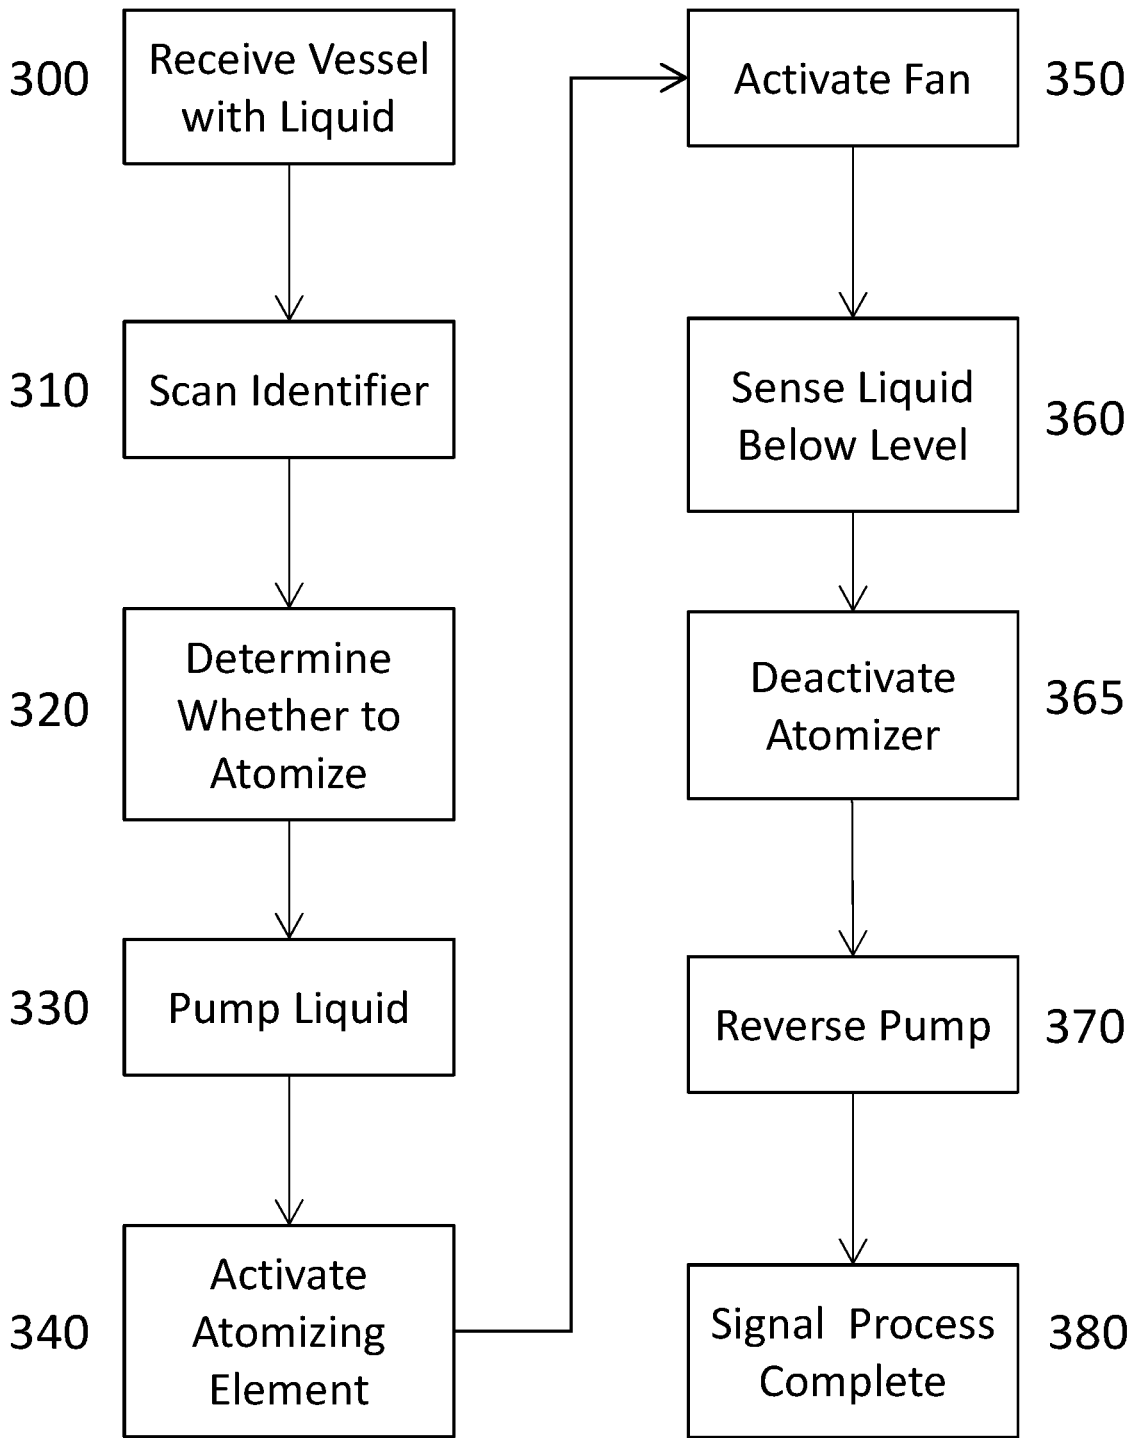 300
Receive Vessel
with Liquid
310
Scan Identifier
320
Determine
Whether to
Atomize
330
Pump Liquid
340
Activate
Atomizing
Element
Activate Fan
350
Sense Liquid
Below Level
360
Deactivate
Atomizer
365
Reverse Pump
370
Signal Process
Complete
380